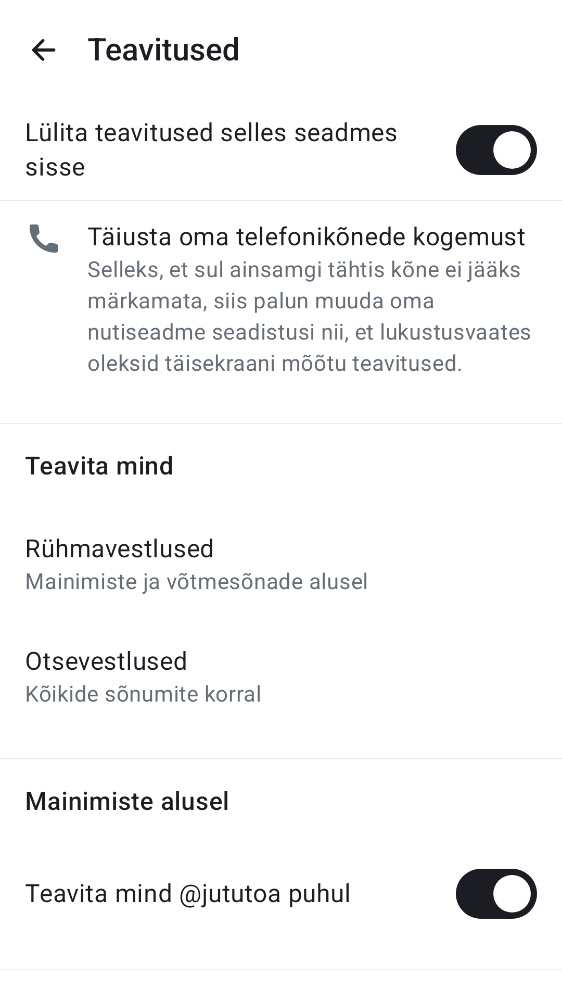 Teavitused
Lülita teavitused selles seadmes
sisse
Täiusta oma telefonikõnede kogemust
Selleks, et sul ainsamgi tähtis kõne ei jääks
märkamata, siis palun muuda oma
nutiseadme seadistusi nii, et lukustusvaates
oleksid täisekraani mõõtu teavitused.
Teavita mind
Rühmavestlused
Mainimiste ja võtmesõnade alusel
Otsevestlused
Kõikide sõnumite korral
Mainimiste alusel
Teavita mind @jututoa puhul